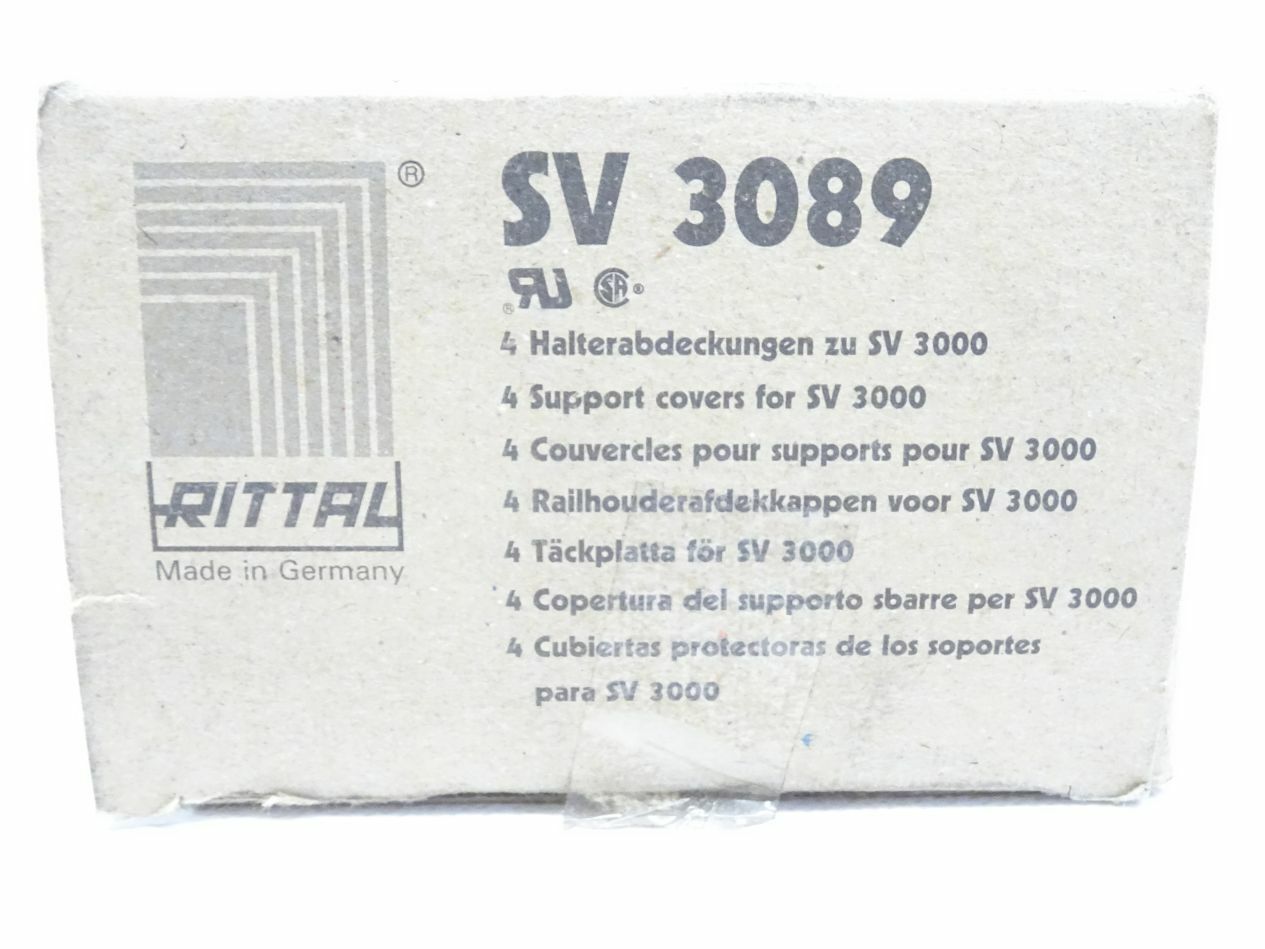 ®
SV 3089
®RU SA®
4 Halterabdeckungen zu SV 3000
4 Support covers for SV 3000
4 Couvercles pour supports pour SV 3000
4 Railhouderafdekkappen voor SV 3000
4 Täckplatta för SV 3000
4 Copertura del supporto sbarre per SV 3000
4 Cubiertas protectoras de los soportes
para SV 3000
RITTAL
Made in Germany